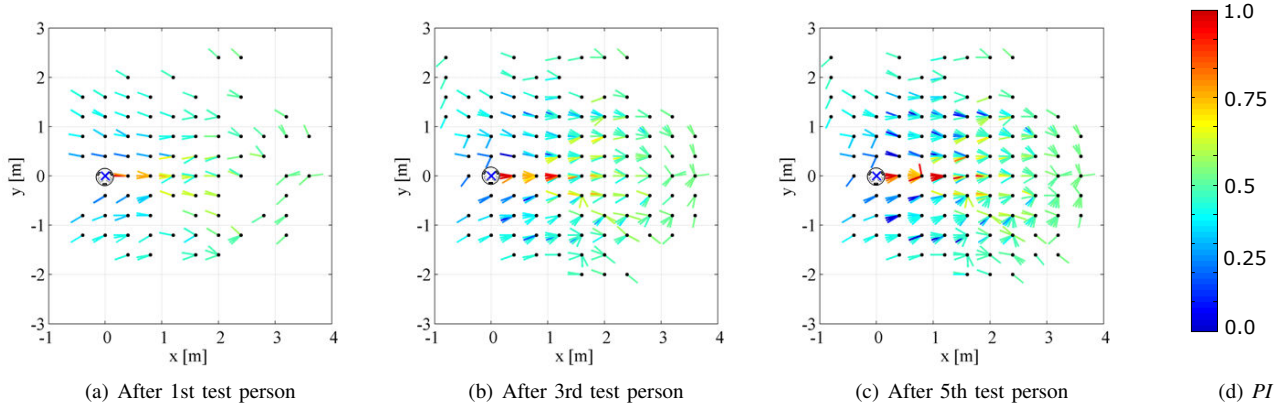 3
2
1
0
-1
-2
-3
y [m]
-1 0 1 2 3 4
x [m]
(a) After 1st test person
3
2
1
0
-1
-2
-3
y [m]
-1 0 1 2 3 4
x [m]
(b) After 3rd test person
3
2
1
0
-1
-2
-3
y [m]
-1 0 1 2 3 4
x [m]
(c) After 5th test person
1.0
0.75
0.5
0.25
0.0
(d) PI